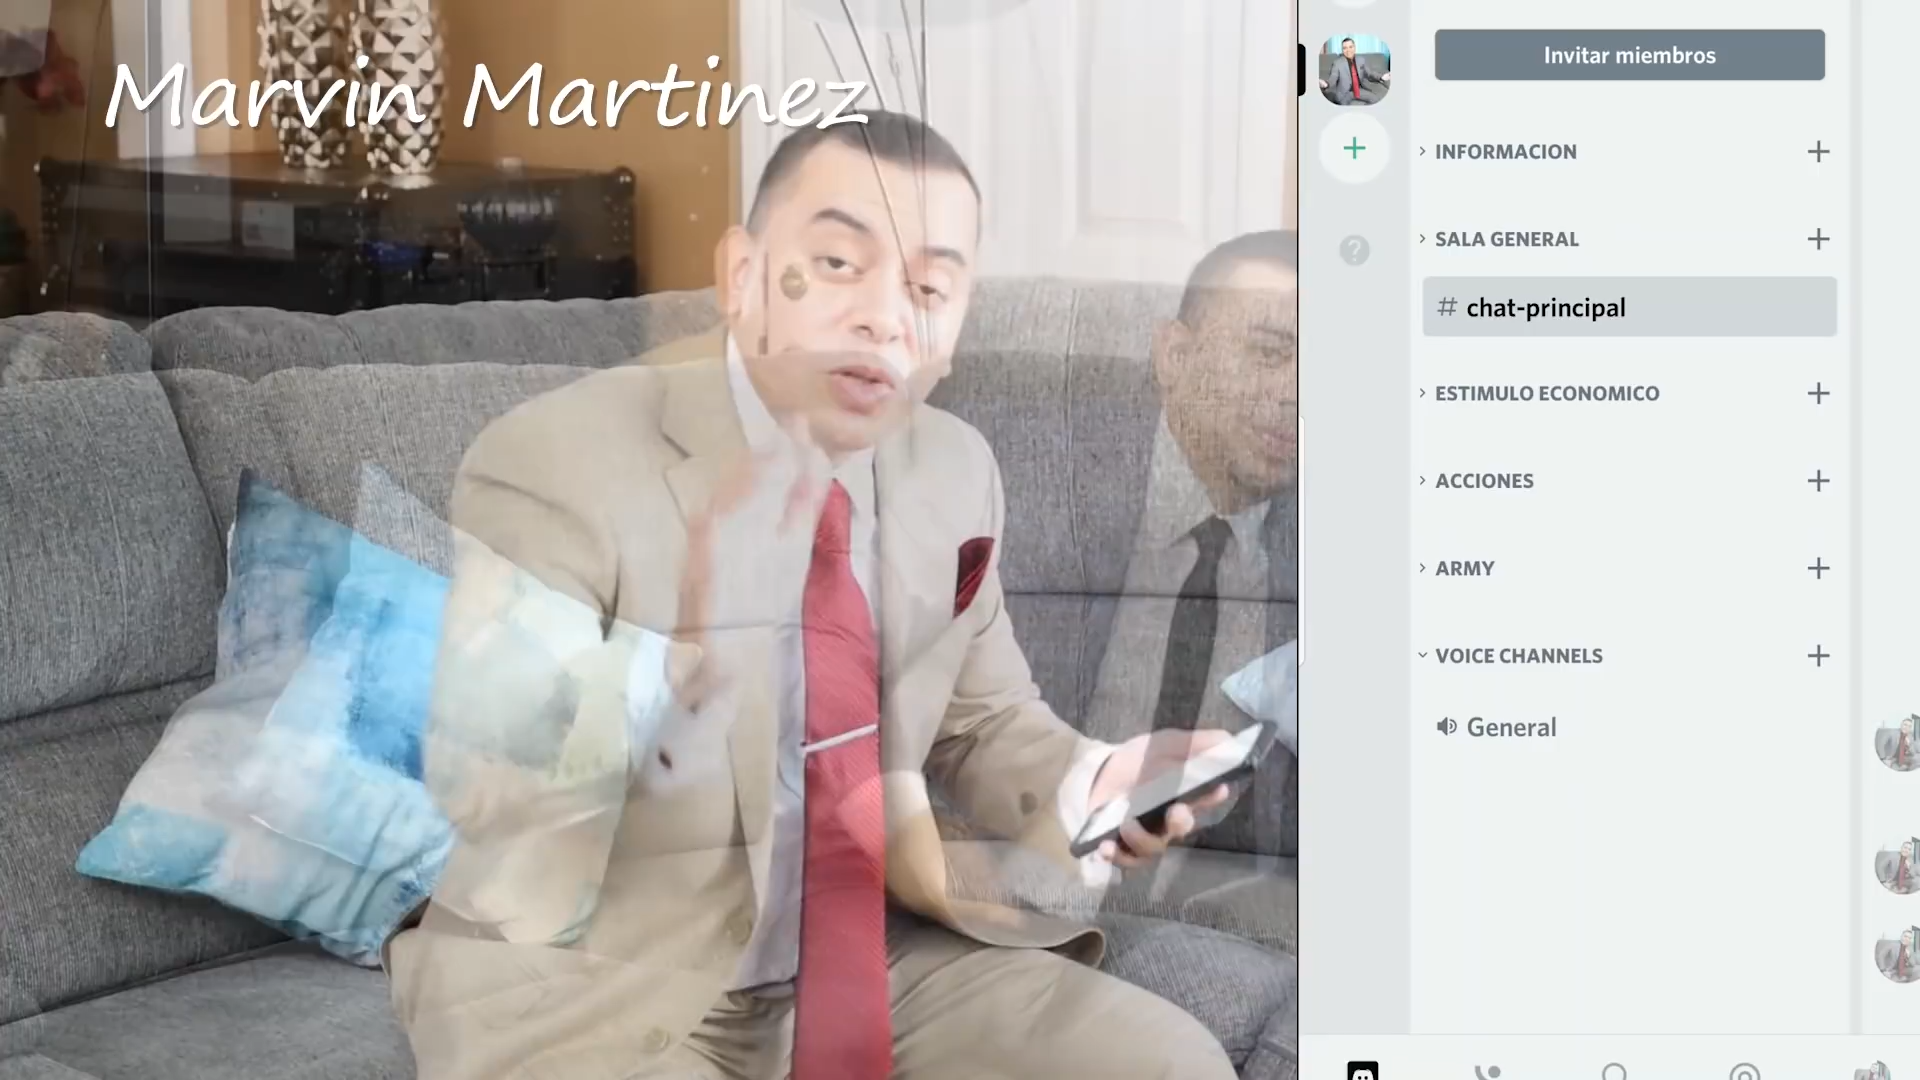 Marvin Martinez
Invitar miembros
INFORMACION
SALA GENERAL
# chat-principal
ESTIMULO ECONOMICO
ACCIONES
ARMY
VOICE CHANNELS
General